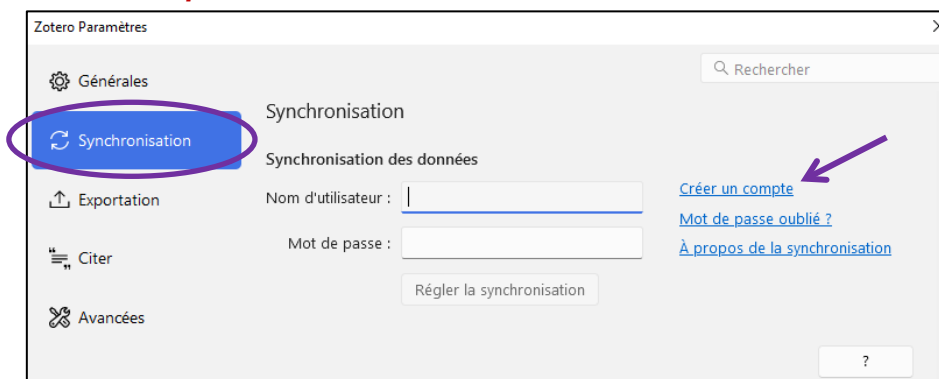 Zotero Paramètres
Rechercher
Générales
Synchronisation
Exportation
Citer
Avancées
Synchronisation
Synchronisation des données
Nom d'utilisateur :
Mot de passe :
Régler la synchronisation
Créer un compte
Mot de passe oublié ?
À propos de la synchronisation
?